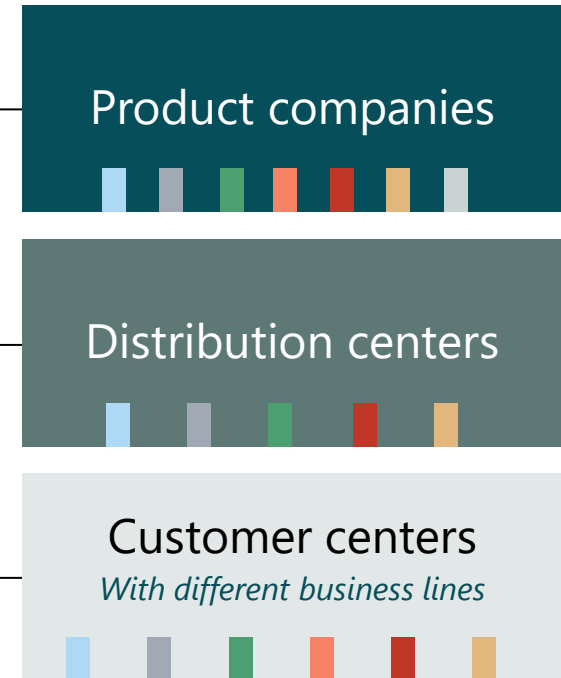 Product companies
Distribution centers
Customer centers
With different business lines